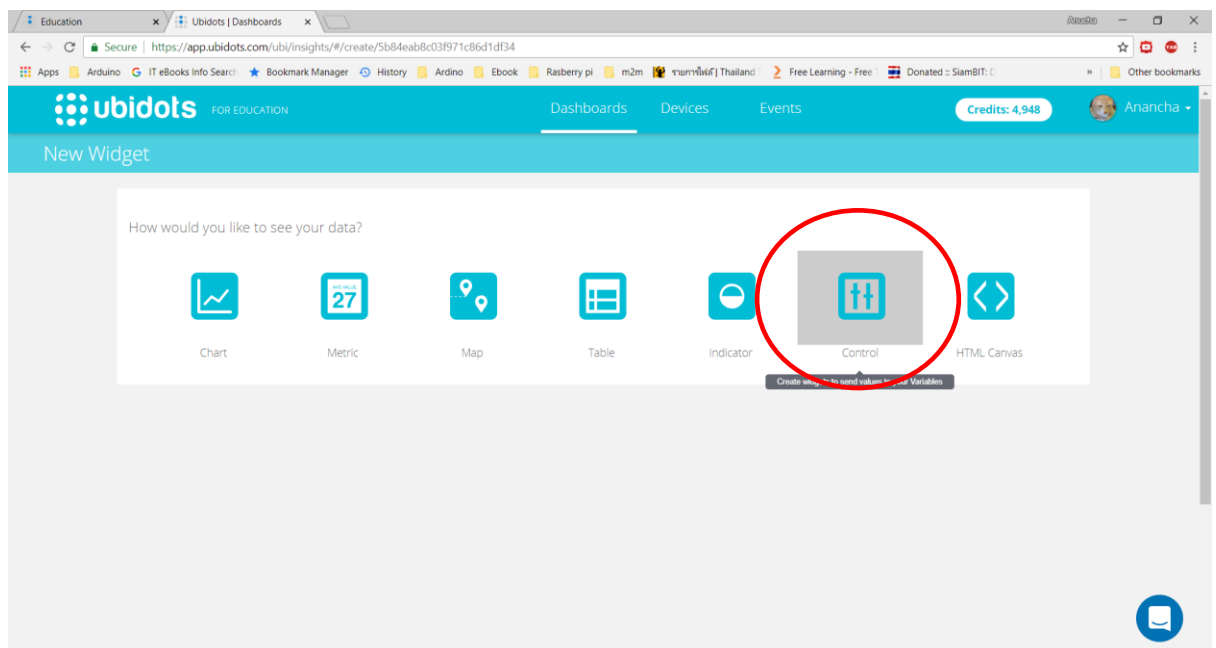 Education
Ubidots | Dashboards
Anancha
Secure | https://app.ubidots.com/ubi/insights/#/create/5b84eab8c03f971c86d1df34
Apps Arduino IT eBooks Info Search Bookmark Manager History Ardino Ebook Rasberry pi m2m รายการไฟล์ | Thailand Free Learning - Free Donated :: SiamBIT: D » Other bookmarks
ubidots FOR EDUCATION Dashboards Devices Events Credits: 4,948 Anancha
New Widget
How would you like to see your data?
27
Chart Metric Map Table Indicator Control HTML Canvas
Create widgets to send values to your Variables